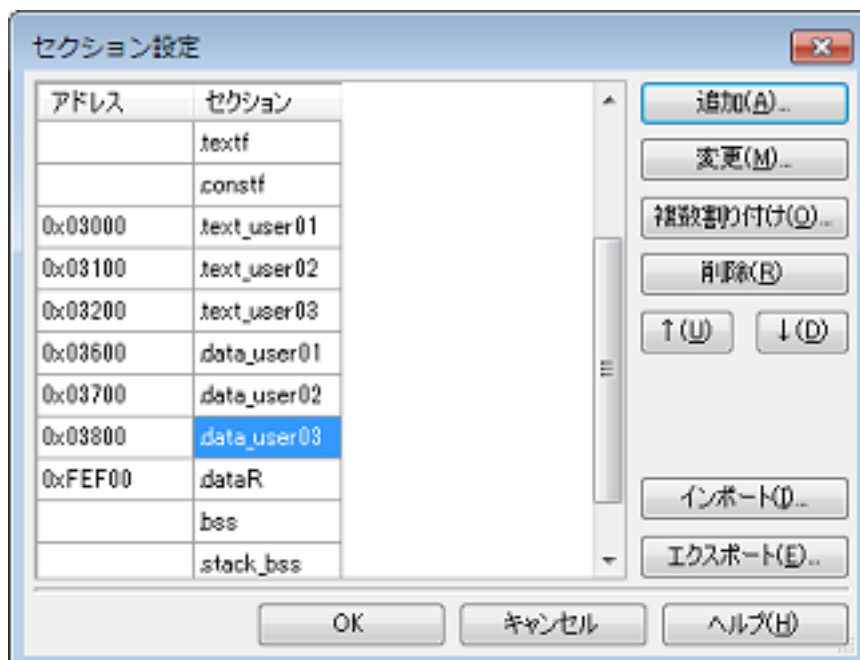 セクション設定
アドレス セクション
.textf
.constf
0x03000 .text_user01
0x03100 .text_user02
0x03200 .text_user03
0x03600 .data_user01
0x03700 .data_user02
0x03800 .data_user03
0xFEF00 .dataR
.bss
.stack_bss
追加(A)...
変更(M)...
複数割り付け(O)...
削除(R)
↑(U) ↓(D)
インポート(I)...
エクスポート(E)...
OK キャンセル ヘルプ(H)